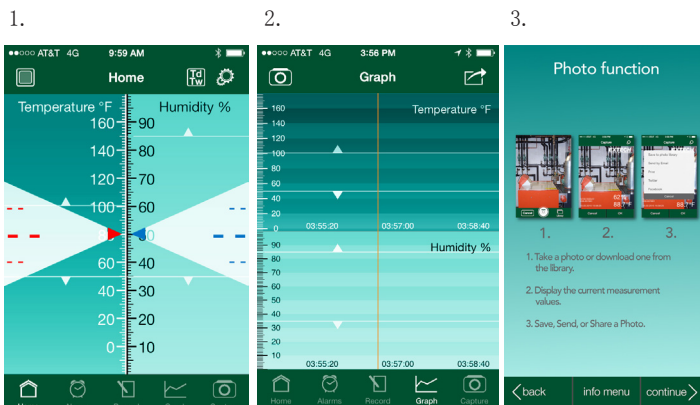 1.
2.
3.
AT&T 4G 9:59 AM
Home
Td
Tw
Temperature °F Humidity %
160 90
140 80
120 70
100 60
60 40
40 30
20 20
0 10
AT&T 4G 3:56 PM
Graph
160
140
120
100
80
60
40
20
0
Temperature °F
03:55:20 03:57:00 03:58:40
90
80
70
60
50
40
30
20
10
Humidity %
03:55:20 03:57:00 03:58:40
Home Alarms Record Graph Capture
Photo function
1. 2. 3.
1. Take a photo or download one from
the library.
2. Display the current measurement
values.
3. Save, Send, or Share a Photo.
back info menu continue